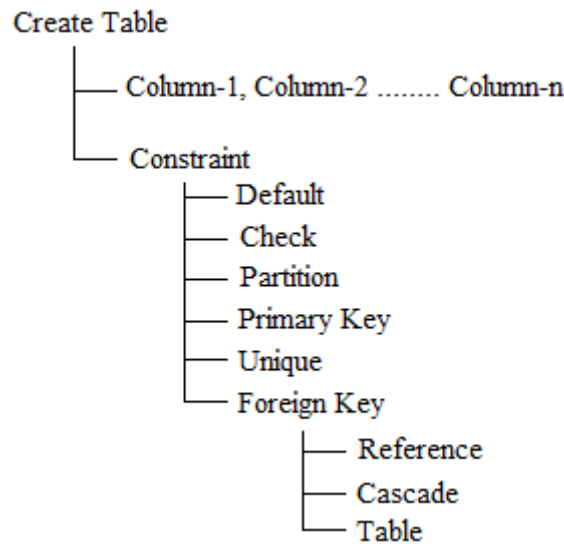 Create Table
Column-1, Column-2 ........ Column-n
Constraint
Default
Check
Partition
Primary Key
Unique
Foreign Key
Reference
Cascade
Table